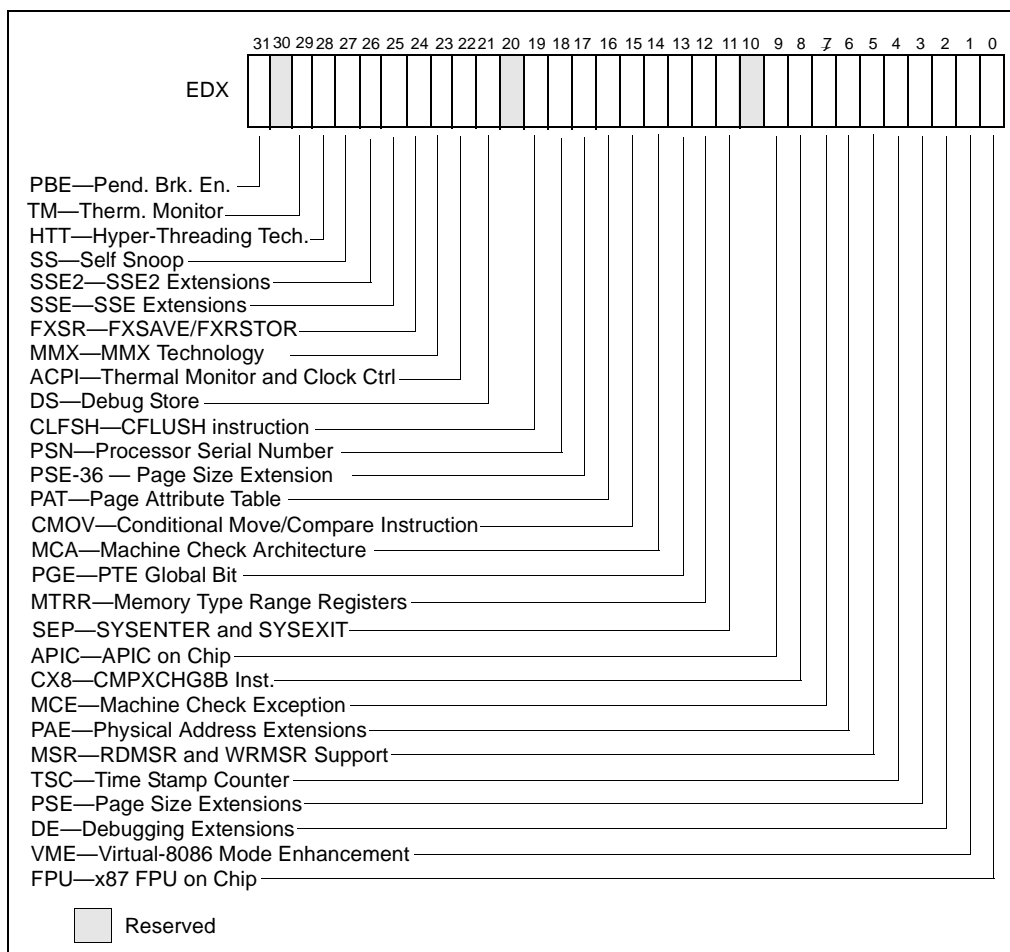 31 30 29 28 27 26 25 24 23 22 21 20 19 18 17 16 15 14 13 12 11 10 9 8 7 6 5 4 3 2 1 0
EDX
PBE—Pend. Brk. En.
TM—Therm. Monitor
HTT—Hyper-Threading Tech.
SS—Self Snoop
SSE2—SSE2 Extensions
SSE—SSE Extensions
FXSR—FXSAVE/FXRSTOR
MMX—MMX Technology
ACPI—Thermal Monitor and Clock Ctrl
DS—Debug Store
CLFSH—CFLUSH instruction
PSN—Processor Serial Number
PSE-36 — Page Size Extension
PAT—Page Attribute Table
CMOV—Conditional Move/Compare Instruction
MCA—Machine Check Architecture
PGE—PTE Global Bit
MTRR—Memory Type Range Registers
SEP—SYSENTER and SYSEXIT
APIC—APIC on Chip
CX8—CMPXCHG8B Inst.
MCE—Machine Check Exception
PAE—Physical Address Extensions
MSR—RDMSR and WRMSR Support
TSC—Time Stamp Counter
PSE—Page Size Extensions
DE—Debugging Extensions
VME—Virtual-8086 Mode Enhancement
FPU—x87 FPU on Chip
Reserved